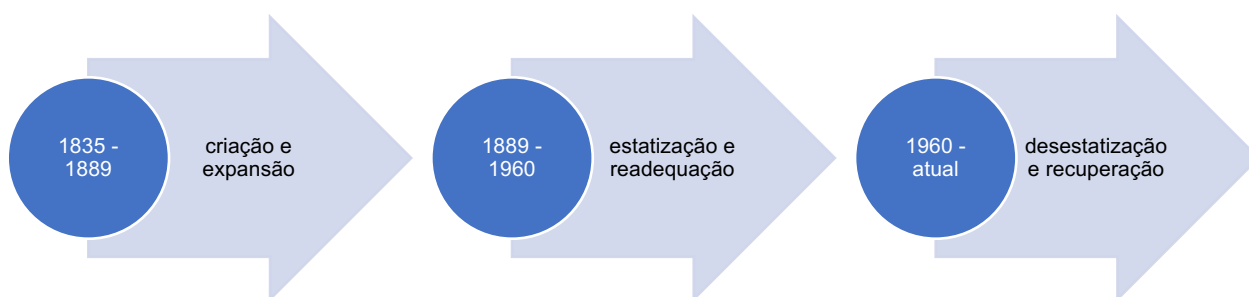 1835 -
1889
criação e
expansão
1889 -
1960
estatização e
readequação
1960 -
atual
desestatização
e recuperação